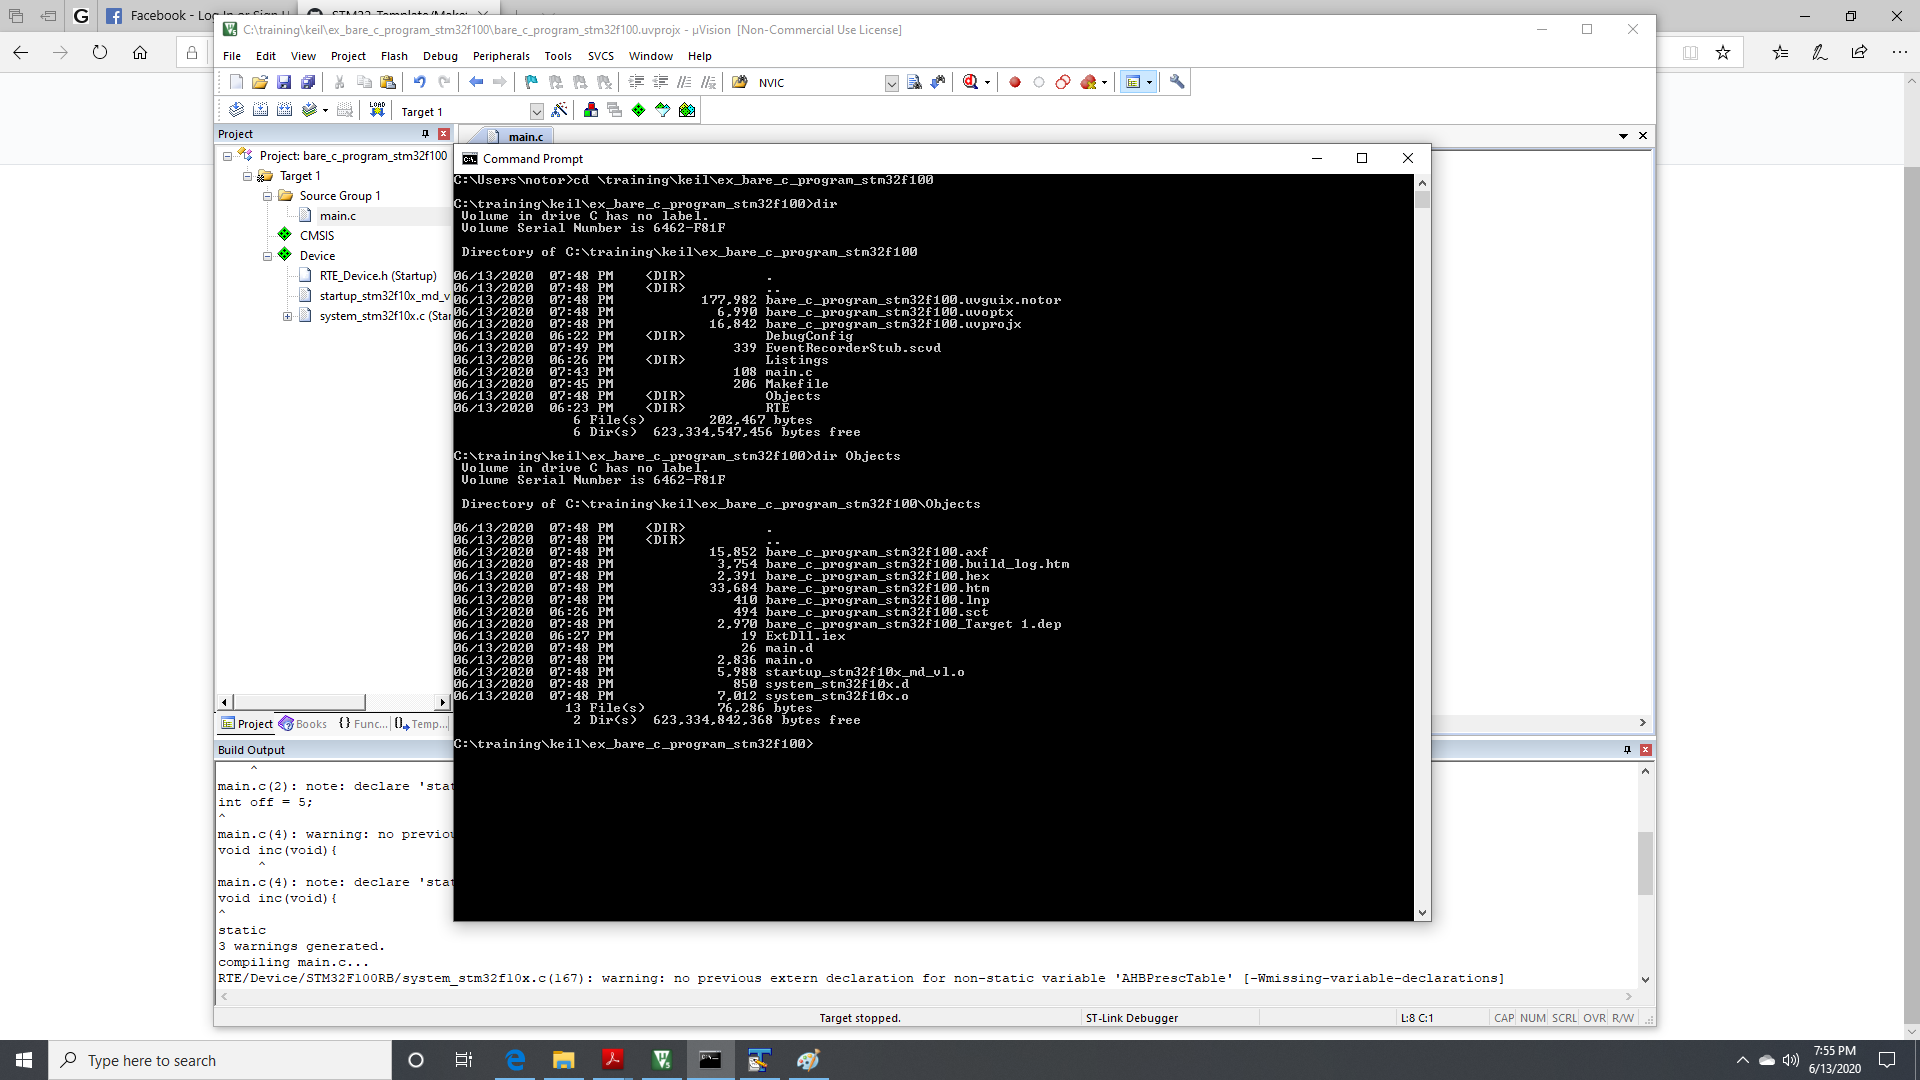 Facebook - Log In or Sign U
STM32_Template/Make
C:\training\keil\ex_bare_c_program_stm32f100\bare_c_program_stm32f100.uvprojx - µVision  [Non-Commercial Use License]
File Edit View Project Flash Debug Peripherals Tools SVCS Window Help
NVIC
LOAD
Target 1
Project
main.c
Project: bare_c_program_stm32f100
Target 1
Source Group 1
main.c
CMSIS
Device
RTE_Device.h (Startup)
startup_stm32f10x_md_v
system_stm32f10x.c (Star
Project Books {} Func... Temp...
Command Prompt
C:\Users\notor>cd \training\keil\ex_bare_c_program_stm32f100
C:\training\keil\ex_bare_c_program_stm32f100>dir
Volume in drive C has no label.
Volume Serial Number is 6462-F81F
Directory of C:\training\keil\ex_bare_c_program_stm32f100
06/13/2020  07:48 PM    <DIR>          .
06/13/2020  07:48 PM    <DIR>          ..
06/13/2020  07:48 PM           177,982 bare_c_program_stm32f100.uvguix.notor
06/13/2020  07:48 PM             6,990 bare_c_program_stm32f100.uvoptx
06/13/2020  07:48 PM            16,842 bare_c_program_stm32f100.uvprojx
06/13/2020  06:22 PM    <DIR>          DebugConfig
06/13/2020  07:49 PM               339 EventRecorderStub.scvd
06/13/2020  06:26 PM    <DIR>          Listings
06/13/2020  07:43 PM               108 main.c
06/13/2020  07:45 PM               206 Makefile
06/13/2020  07:48 PM    <DIR>          Objects
06/13/2020  06:23 PM    <DIR>          RTE
6 File(s)        202,467 bytes
6 Dir(s)  623,334,547,456 bytes free
C:\training\keil\ex_bare_c_program_stm32f100>dir Objects
Volume in drive C has no label.
Volume Serial Number is 6462-F81F
Directory of C:\training\keil\ex_bare_c_program_stm32f100\Objects
06/13/2020  07:48 PM    <DIR>          .
06/13/2020  07:48 PM    <DIR>          ..
06/13/2020  07:48 PM            15,852 bare_c_program_stm32f100.axf
06/13/2020  07:48 PM             3,754 bare_c_program_stm32f100.build_log.htm
06/13/2020  07:48 PM             2,391 bare_c_program_stm32f100.hex
06/13/2020  07:48 PM            33,684 bare_c_program_stm32f100.htm
06/13/2020  07:48 PM               410 bare_c_program_stm32f100.lnp
06/13/2020  06:26 PM               494 bare_c_program_stm32f100.sct
06/13/2020  07:48 PM             2,970 bare_c_program_stm32f100_Target 1.dep
06/13/2020  06:27 PM                19 ExtDll.iex
06/13/2020  07:48 PM                26 main.d
06/13/2020  07:48 PM             2,836 main.o
06/13/2020  07:48 PM             5,988 startup_stm32f10x_md_vl.o
06/13/2020  07:48 PM               850 system_stm32f10x.d
06/13/2020  07:48 PM             7,012 system_stm32f10x.o
13 File(s)         76,286 bytes
2 Dir(s)  623,334,842,368 bytes free
C:\training\keil\ex_bare_c_program_stm32f100>
Build Output
^
main.c(2): note: declare 'stat
int off = 5;
^
main.c(4): warning: no previou
void inc(void){
^
main.c(4): note: declare 'stat
void inc(void){
^
static
3 warnings generated.
compiling main.c...
RTE/Device/STM32F100RB/system_stm32f10x.c(167): warning: no previous extern declaration for non-static variable 'AHBPrescTable' [-Wmissing-variable-declarations]
Target stopped.
ST-Link Debugger
L:8 C:1
CAP NUM SCRL OVR R/W
Type here to search
7:55 PM
6/13/2020